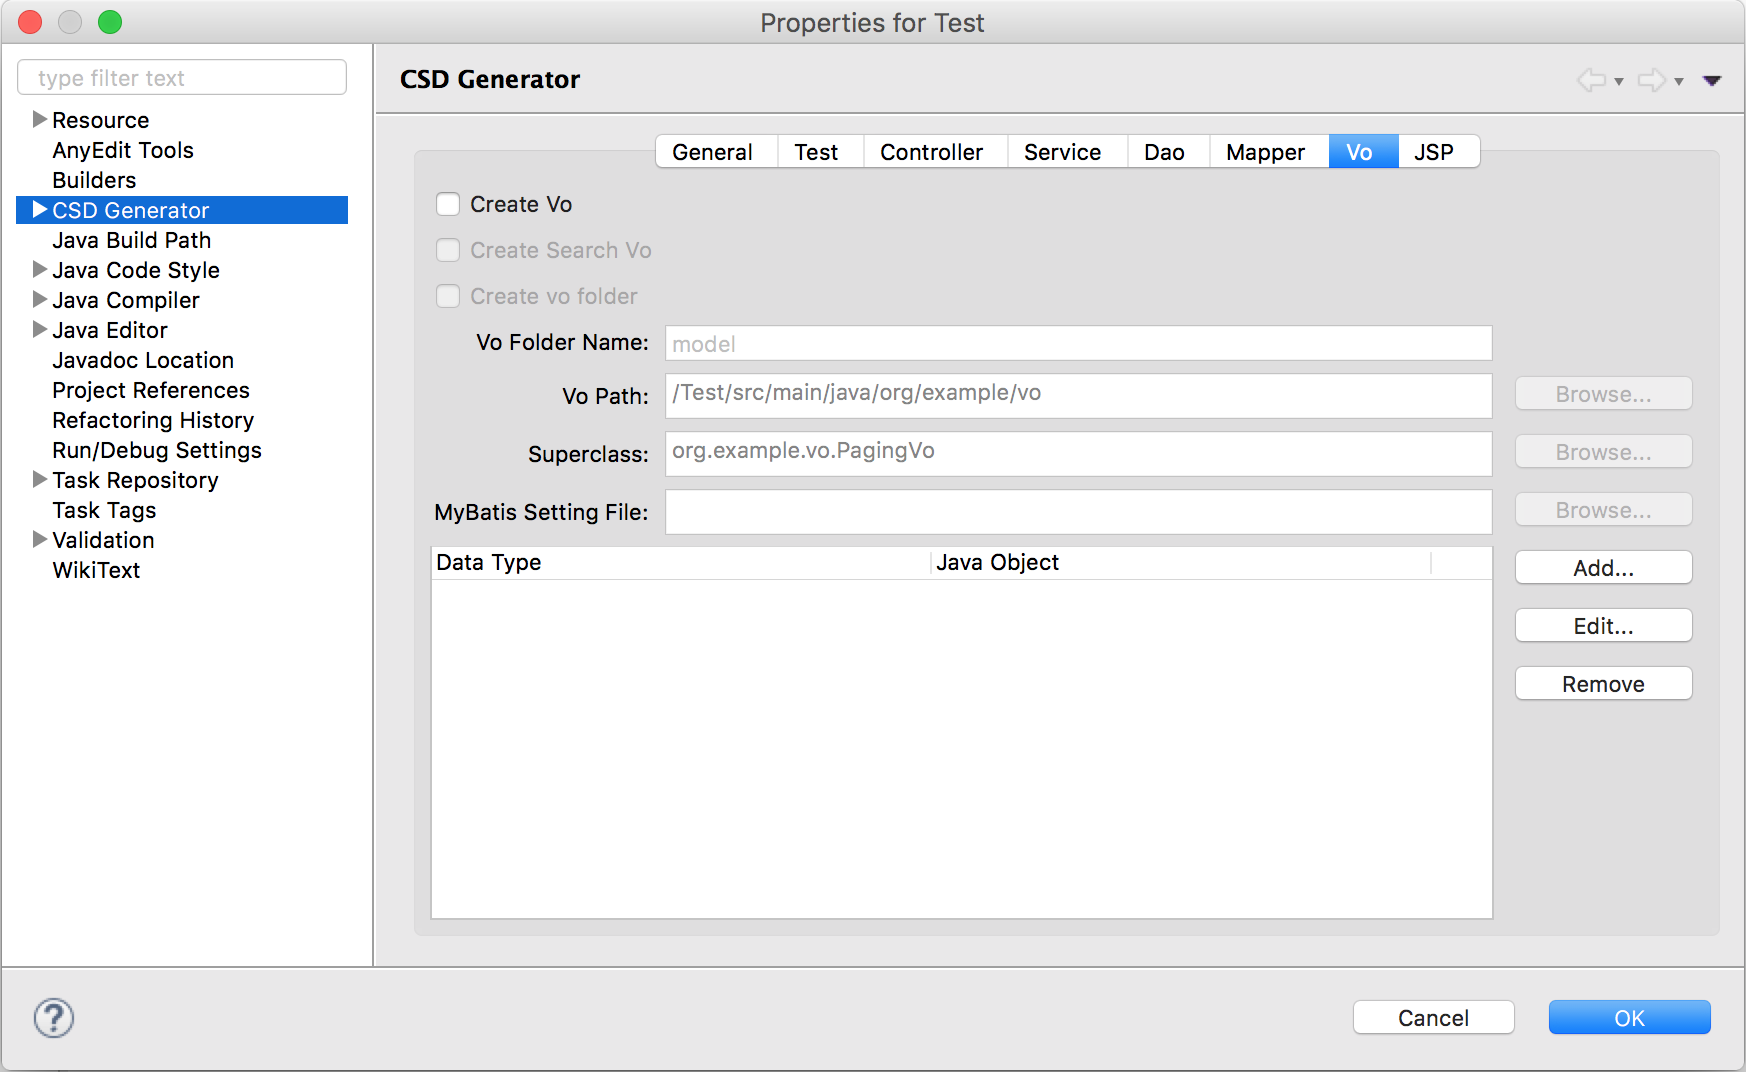 Properties for Test
type filter text
Resource
AnyEdit Tools
Builders
CSD Generator
Java Build Path
Java Code Style
Java Compiler
Java Editor
Javadoc Location
Project References
Refactoring History
Run/Debug Settings
Task Repository
Task Tags
Validation
WikiText
CSD Generator
General Test Controller Service Dao Mapper Vo JSP
Create Vo
Create Search Vo
Create vo folder
Vo Folder Name: model
Vo Path: /Test/src/main/java/org/example/vo Browse...
Superclass: org.example.vo.PagingVo Browse...
MyBatis Setting File: Browse...
Data Type Java Object
Add...
Edit...
Remove
?
Cancel OK